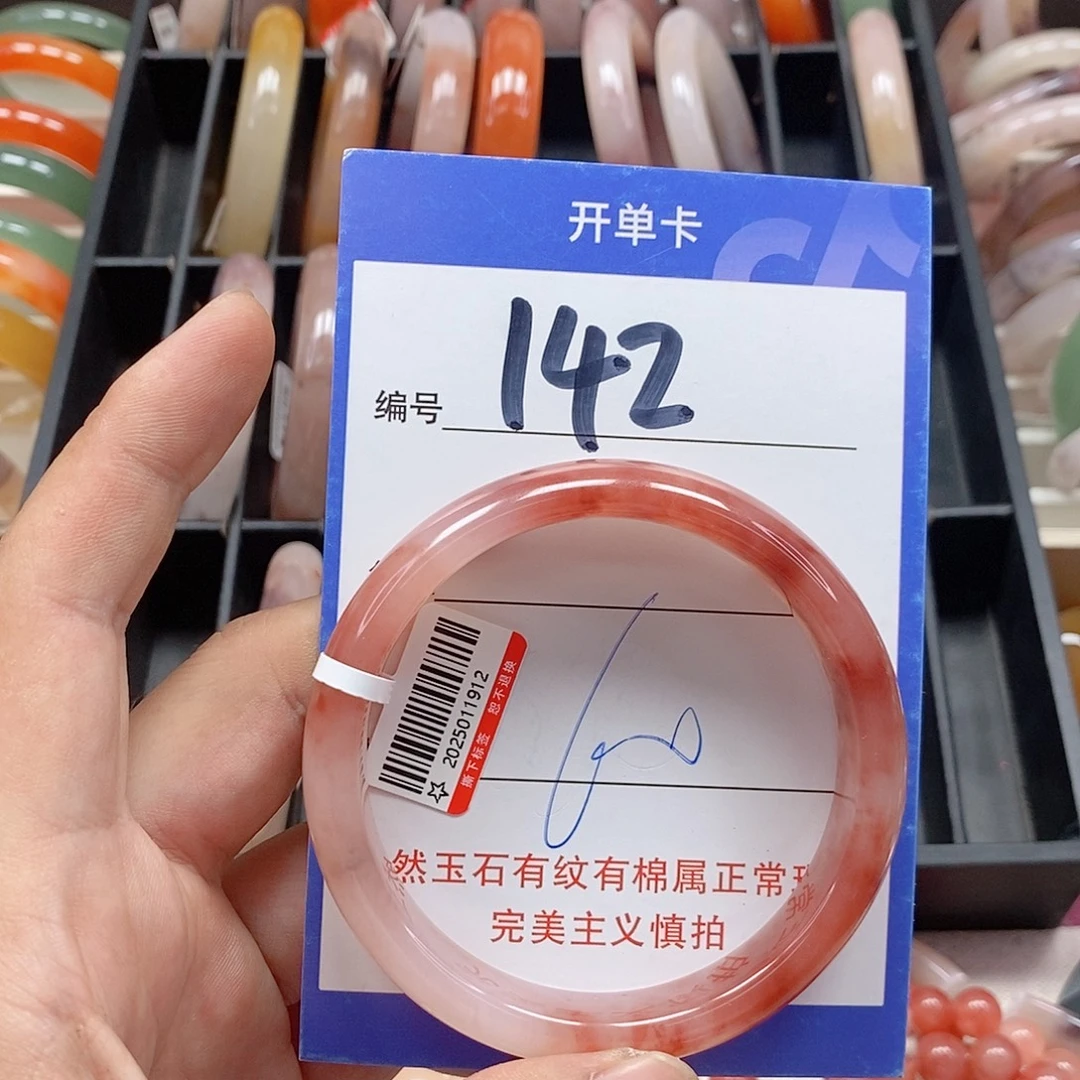 开单卡
编号 142
2025011912
撕下标签 恕不退换
然玉石有纹有棉属正常
完美主义慎拍